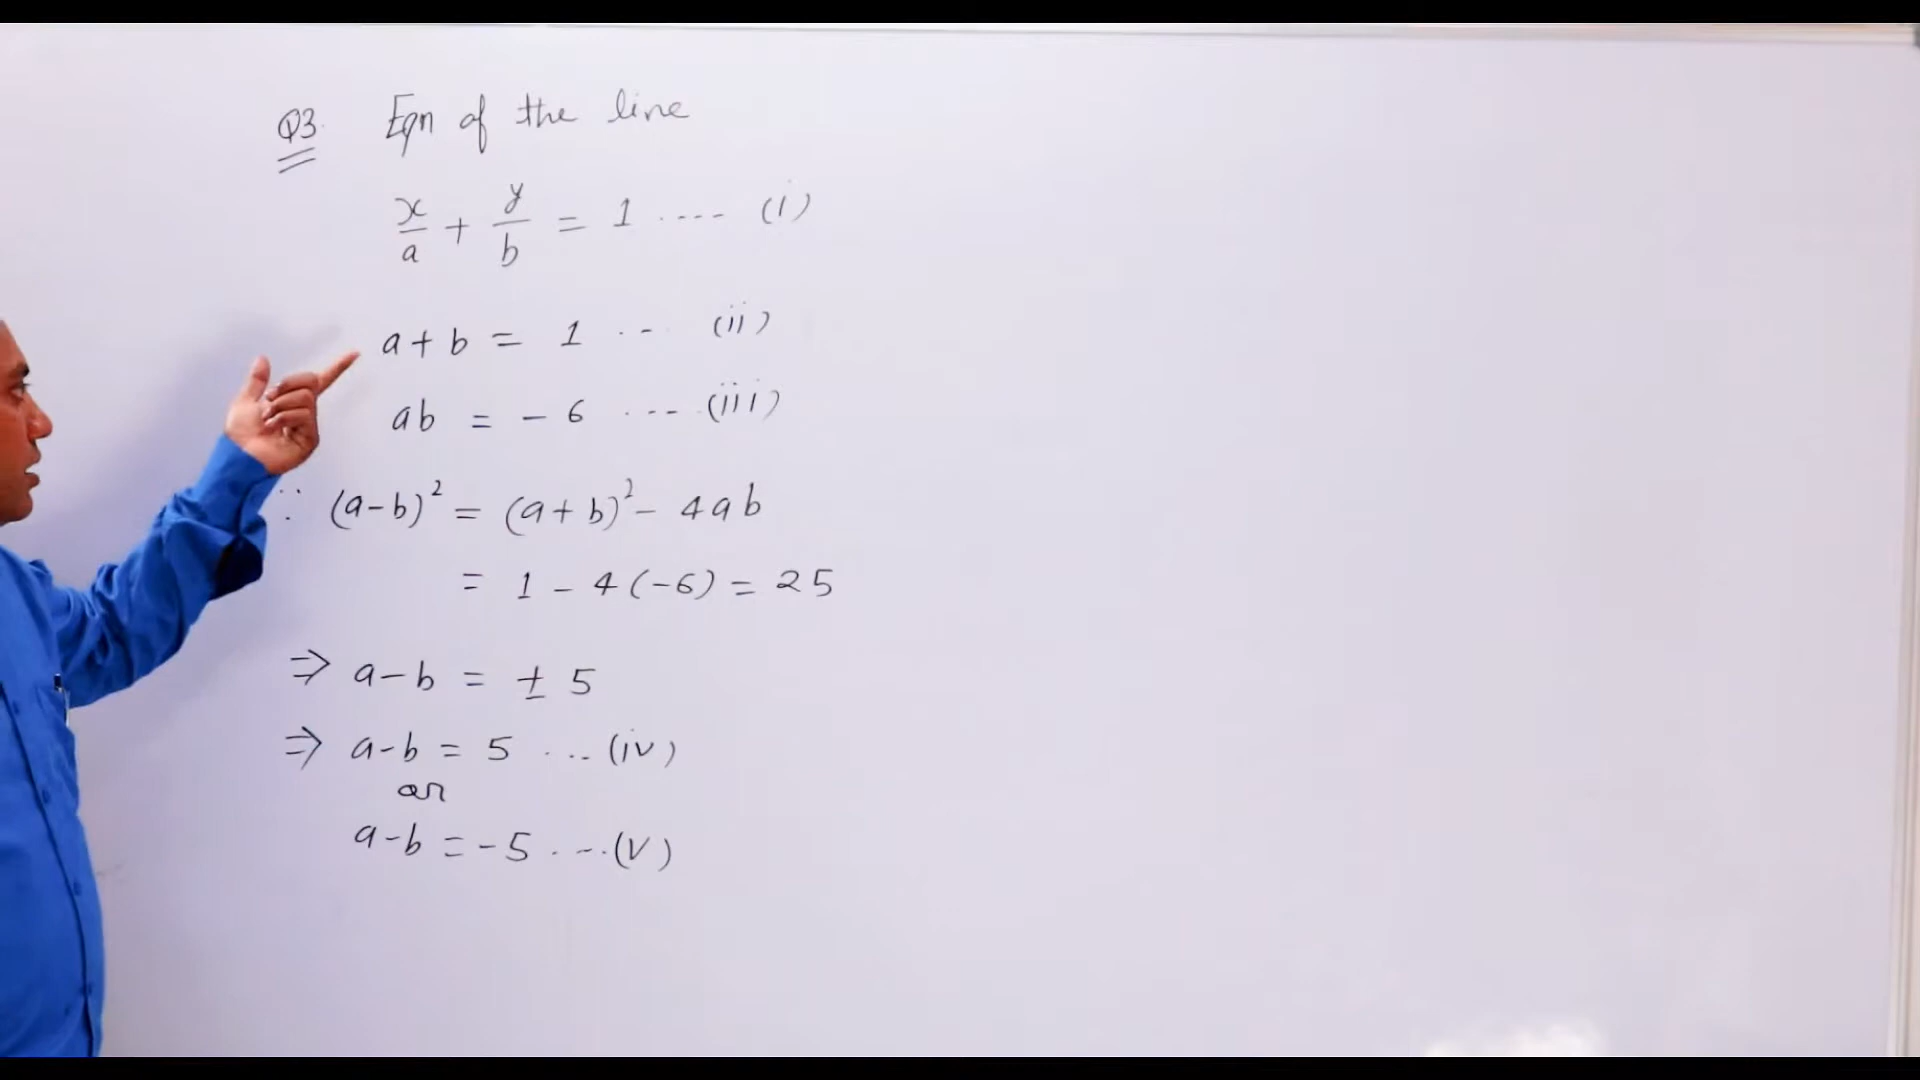 Q3. Eqn of the line
x/a + y/b = 1 .... (i)
a + b = 1 ... (ii)
ab = - 6 .... (iii)
∵ (a-b)² = (a+b)² - 4ab
= 1 - 4(-6) = 25
⇒ a-b = ± 5
⇒ a-b = 5 ... (iv)
or
a-b = -5 .... (v)